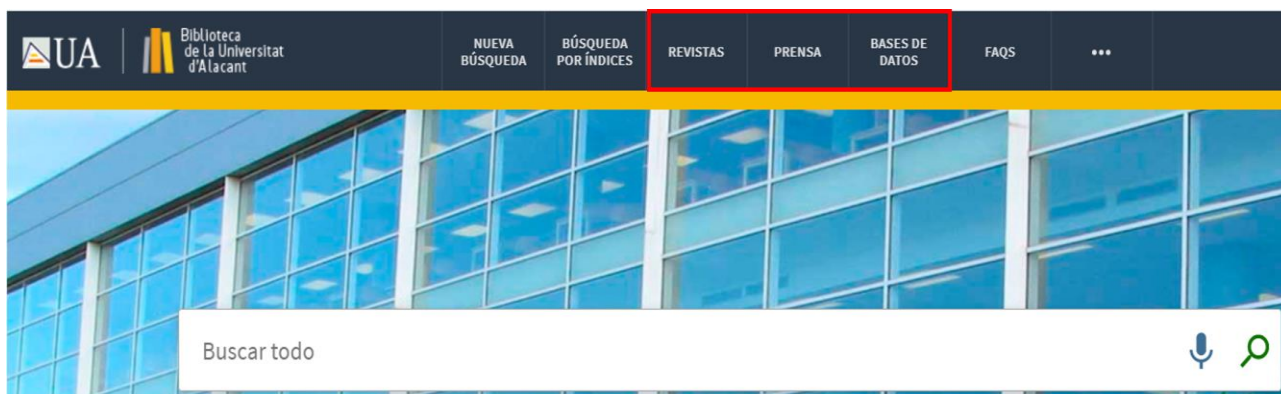 UA
Biblioteca
de la Universitat
d'Alacant
NUEVA
BÚSQUEDA
BÚSQUEDA
POR ÍNDICES
REVISTAS
PRENSA
BASES DE
DATOS
FAQS
•••
Buscar todo